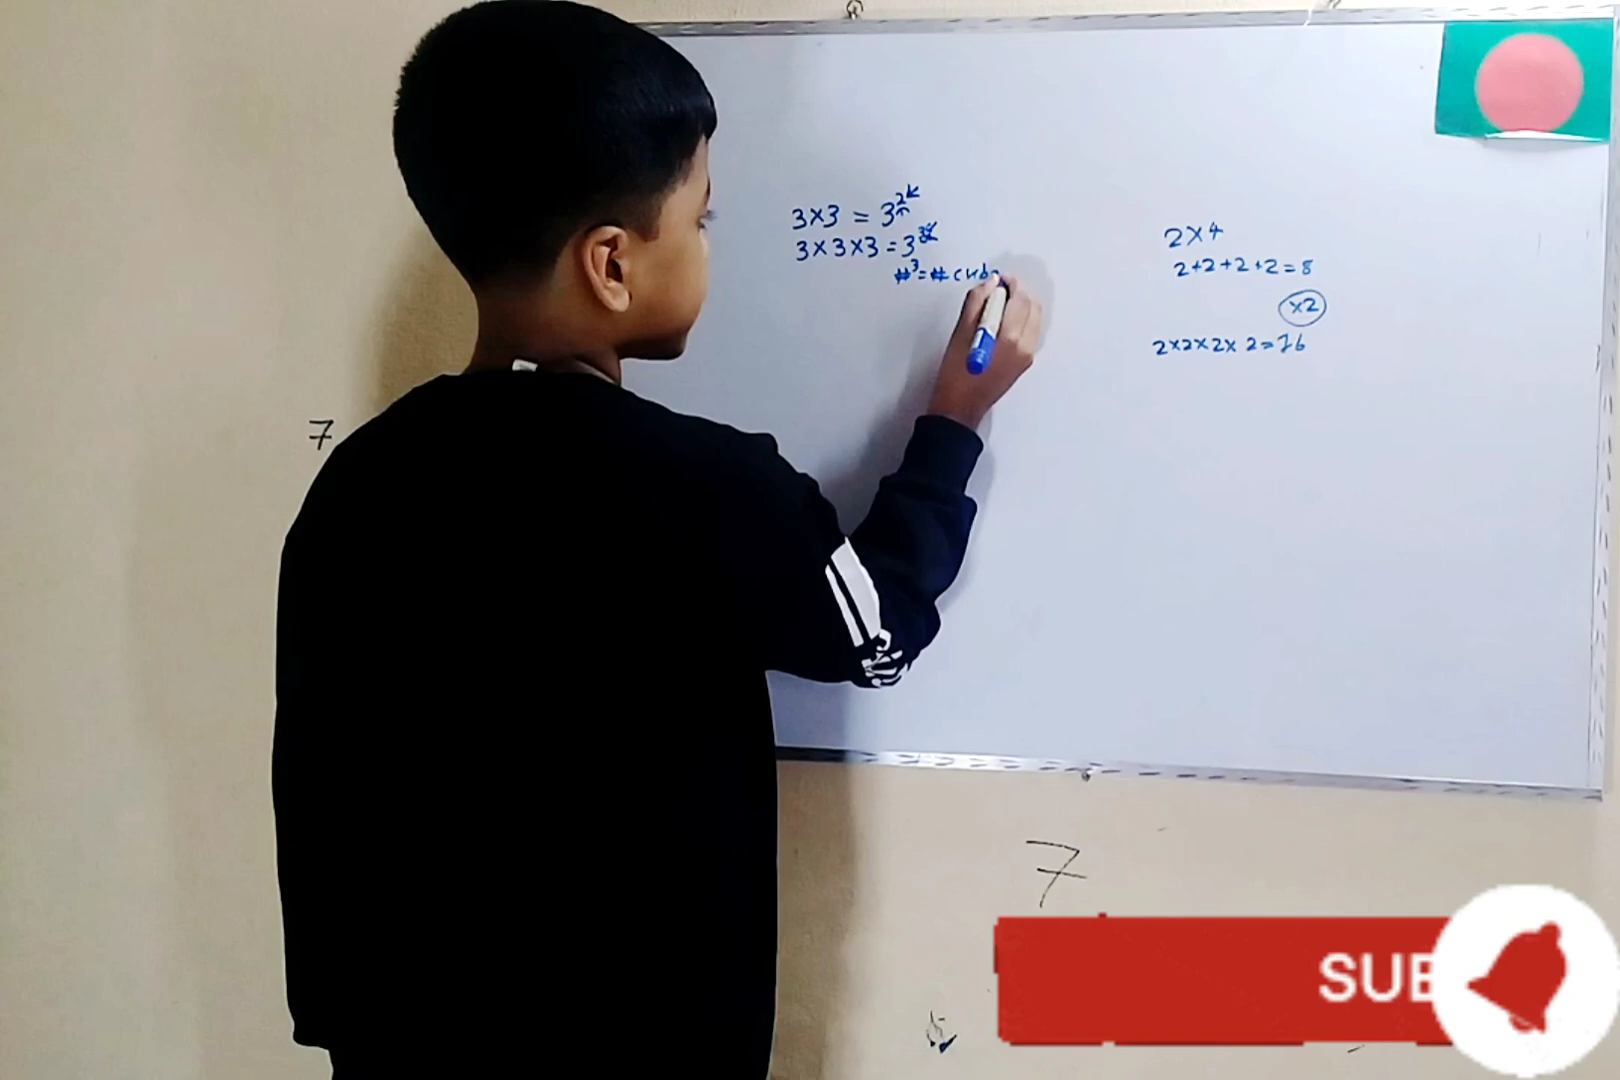 3×3 = 3²
3×3×3=3³
#³=# cube
2×4
2+2+2+2=8
×2
2×2×2×2=16
7
7
SUB